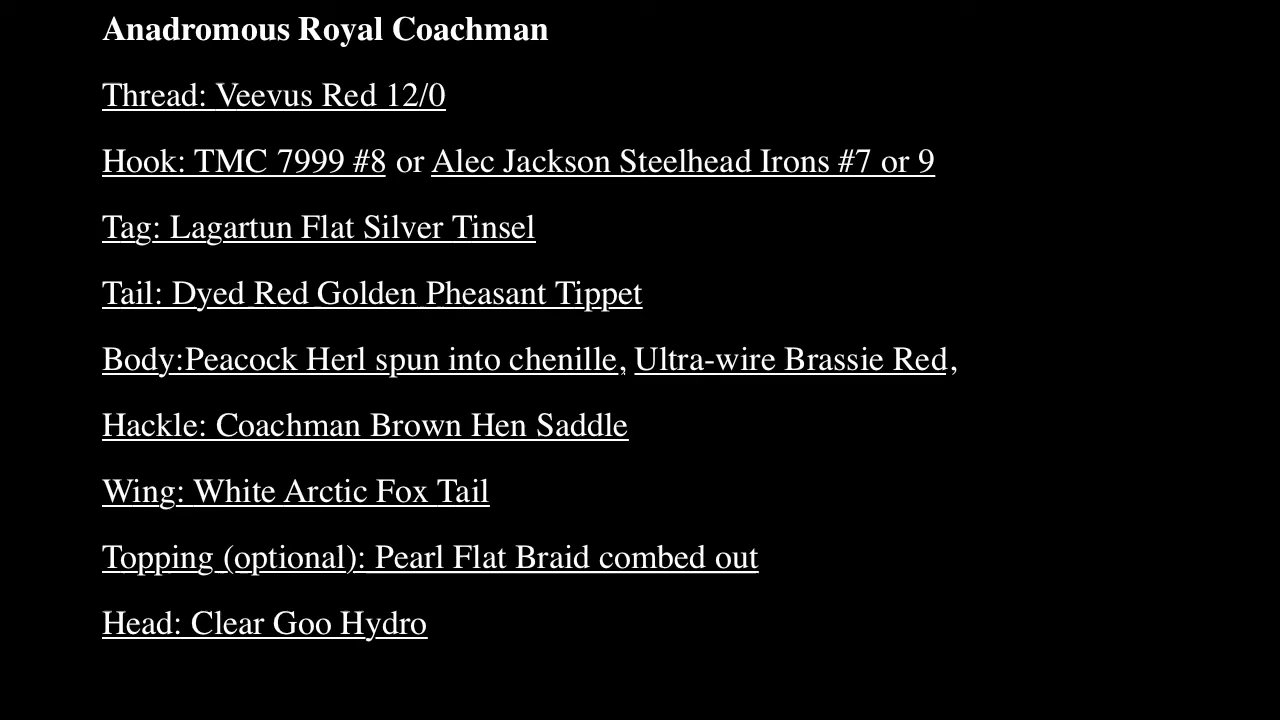 Anadromous Royal Coachman
Thread: Veevus Red 12/0
Hook: TMC 7999 #8 or Alec Jackson Steelhead Irons #7 or 9
Tag: Lagartun Flat Silver Tinsel
Tail: Dyed Red Golden Pheasant Tippet
Body:Peacock Herl spun into chenille, Ultra-wire Brassie Red,
Hackle: Coachman Brown Hen Saddle
Wing: White Arctic Fox Tail
Topping (optional): Pearl Flat Braid combed out
Head: Clear Goo Hydro